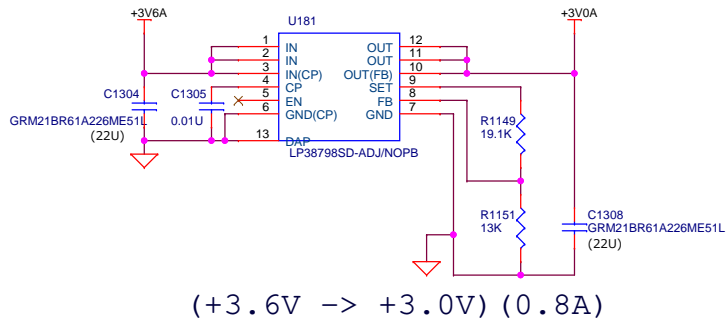 +3V6A
+3V0A
U181
1 IN OUT 12
2 IN OUT 11
3 IN(CP) OUT(FB) 10
4 CP SET 9
5 EN FB 8
6 GND(CP) GND 7
13 DAP
LP38798SD-ADJ/NOPB
C1304
GRM21BR61A226ME51L
(22U)
C1305
0.01U
R1149
19.1K
R1151
13K
C1308
GRM21BR61A226ME51L
(22U)
(+3.6V -> +3.0V)(0.8A)